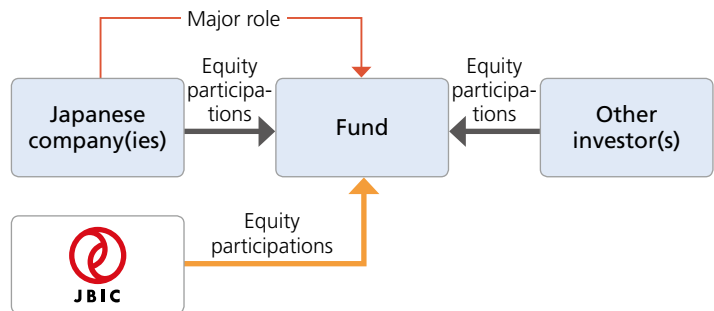 Major role
Equity
participa-
tions
Equity
participa-
tions
Japanese
company(ies)
Fund
Other
investor(s)
Equity
participations
JBIC